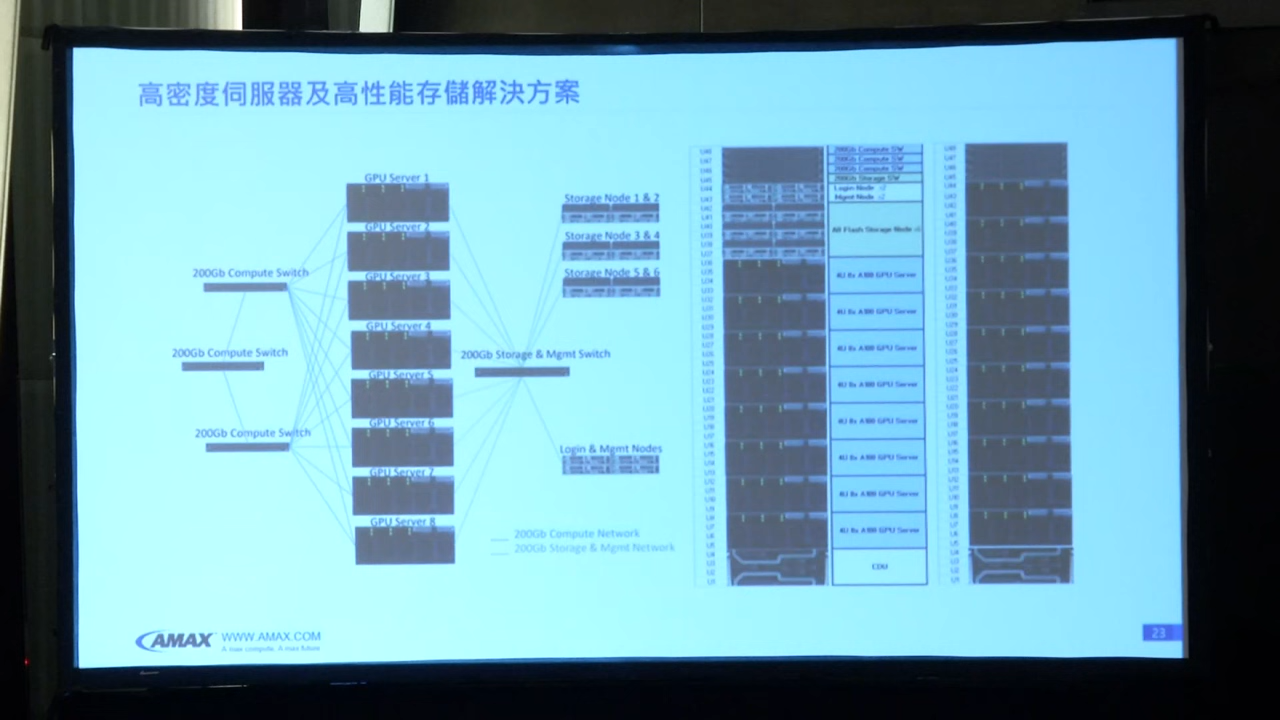 高密度伺服器及高性能存儲解決方案
GPU Server 1
GPU Server 2
GPU Server 3
GPU Server 4
GPU Server 5
GPU Server 6
GPU Server 7
GPU Server 8
200Gb Compute Switch
200Gb Compute Switch
200Gb Compute Switch
Storage Node 1 & 2
Storage Node 3 & 4
Storage Node 5 & 6
200Gb Storage & Mgmt Switch
Login & Mgmt Nodes
200Gb Compute Network
200Gb Storage & Mgmt Network
200Gb Compute SW
200Gb Compute SW
200Gb Compute SW
200Gb Storage SW
Login Node x2
Mgmt Node x2
All Flash Storage Node
4U 8x A100 GPU Server
4U 8x A100 GPU Server
4U 8x A100 GPU Server
4U 8x A100 GPU Server
4U 8x A100 GPU Server
4U 8x A100 GPU Server
4U 8x A100 GPU Server
4U 8x A100 GPU Server
CDU
AMAX
WWW.AMAX.COM
A max compute. A max future
23